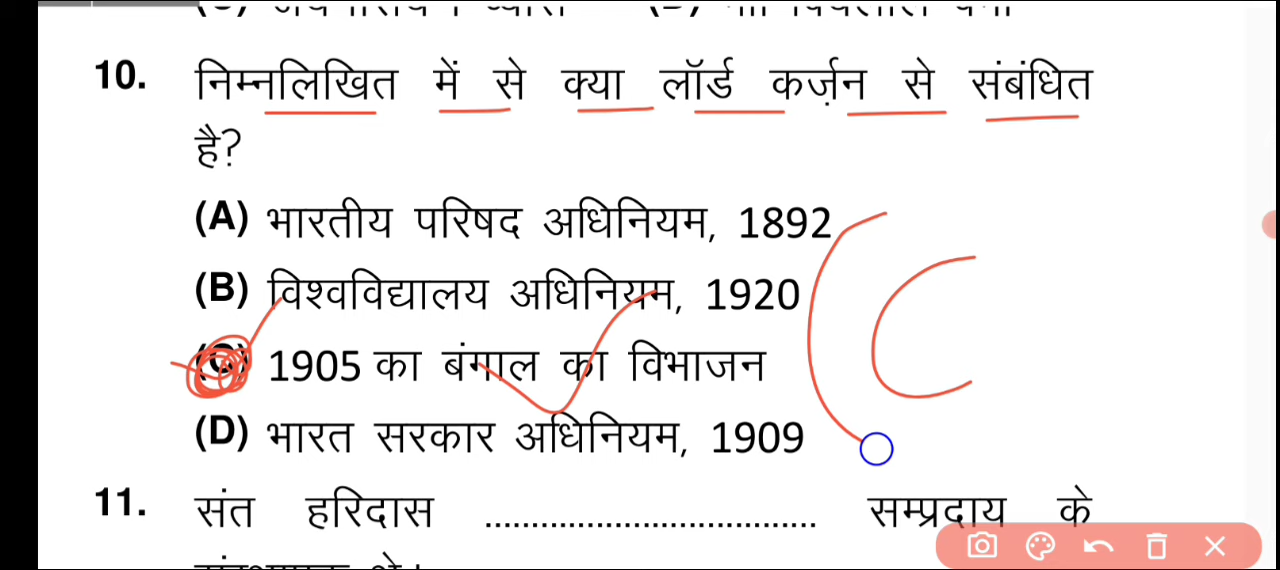 10. निम्नलिखित में से क्या लॉर्ड कर्ज़न से संबंधित
है?
(A) भारतीय परिषद अधिनियम, 1892
(B) विश्वविद्यालय अधिनियम, 1920
(C) 1905 का बंगाल का विभाजन
(D) भारत सरकार अधिनियम, 1909
11. संत हरिदास ................................. सम्प्रदाय के